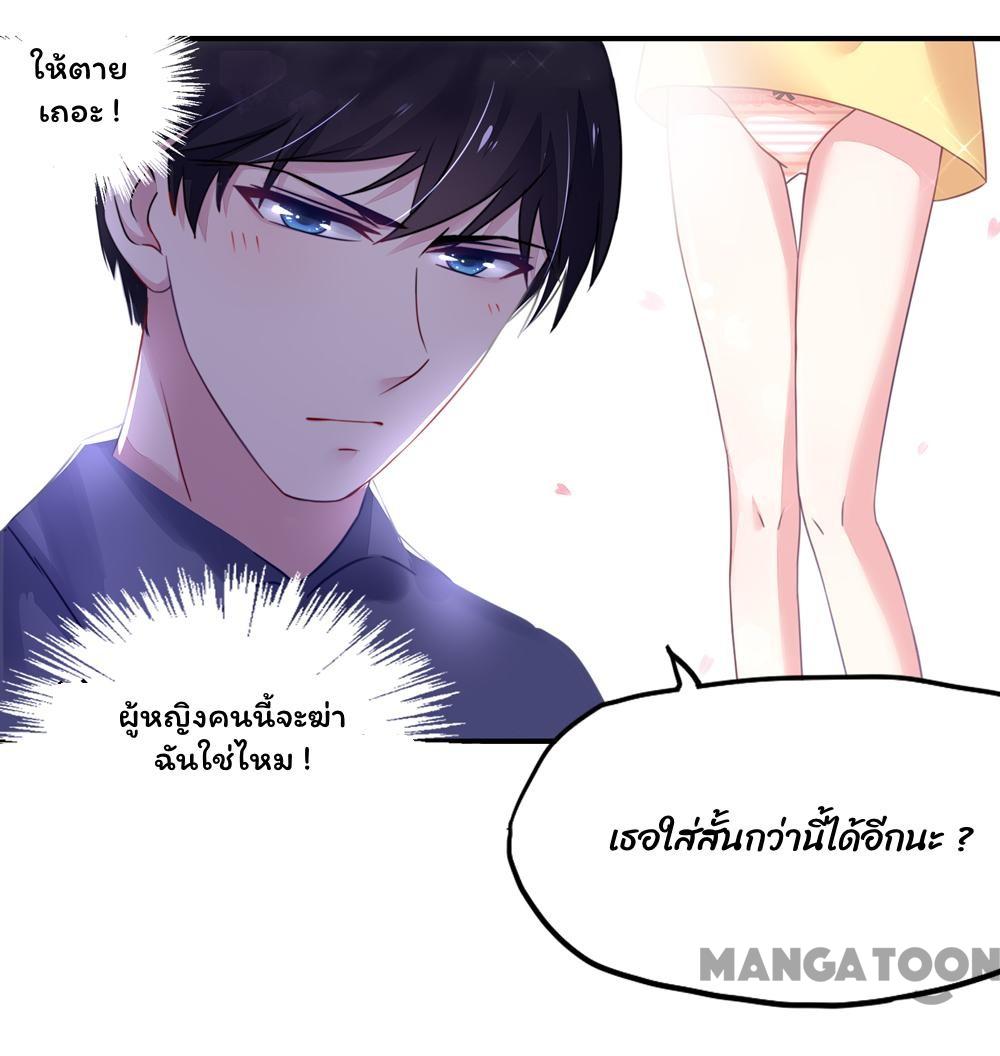 ให้ตาย
เถอะ !
ผู้หญิงคนนี้จะฆ่า
ฉันใช่ไหม !
เธอใส่สั้นกว่านี้ได้อีกนะ ?
MANGATOON